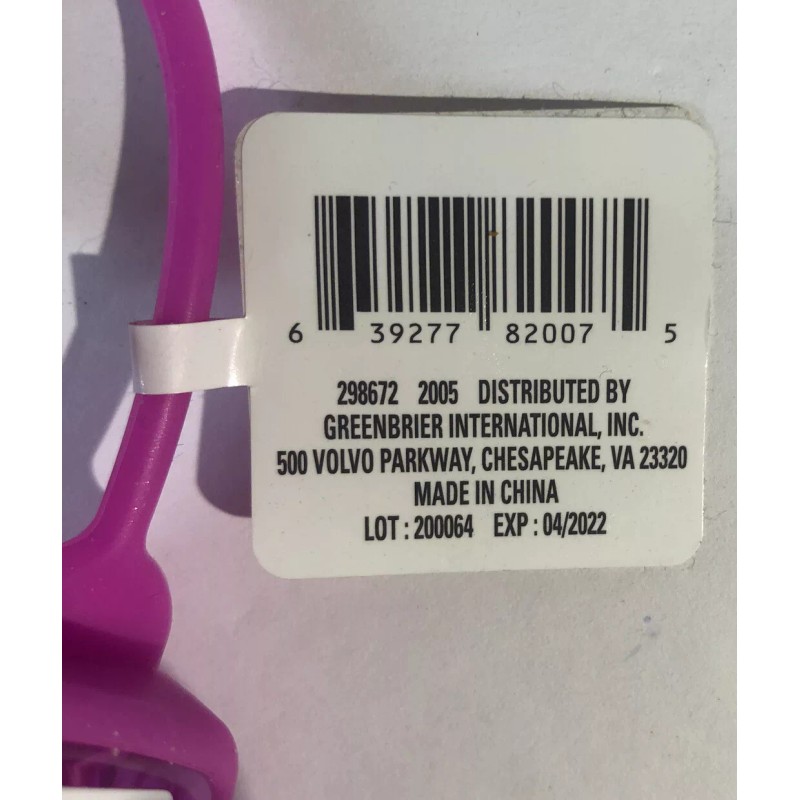 6 39277 82007 5
298672 2005 DISTRIBUTED BY
GREENBRIER INTERNATIONAL, INC.
500 VOLVO PARKWAY, CHESAPEAKE, VA 23320
MADE IN CHINA
LOT : 200064 EXP : 04/2022